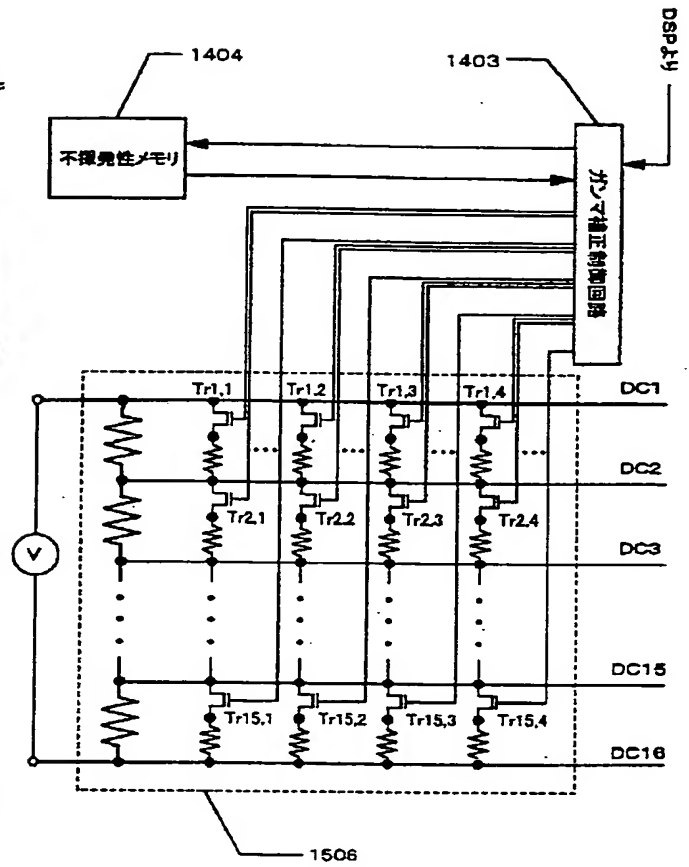 DSPより
1404
1403
不揮発性メモリ
ガンマ補正制御回路
Tr1,1
Tr1,2
Tr1,3
Tr1,4
DC1
DC2
Tr2,1
Tr2,2
Tr2,3
Tr2,4
V
DC3
DC15
Tr15,1
Tr15,2
Tr15,3
Tr15,4
DC16
1506